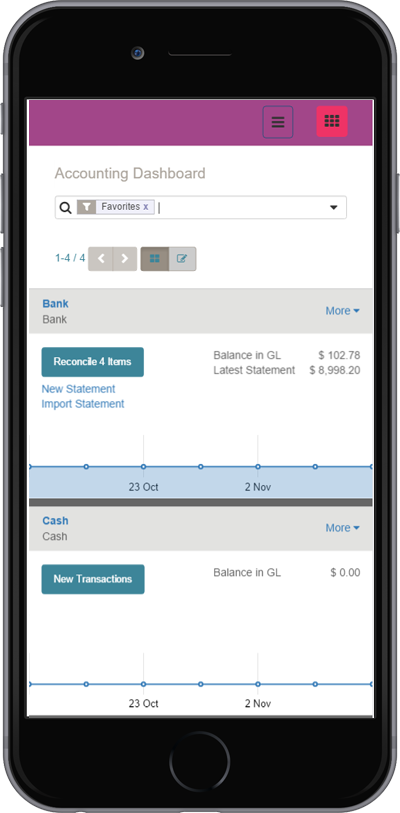 Accounting Dashboard
Favorites x
1-4 / 4
Bank
Bank
More
Reconcile 4 Items
Balance in GL $ 102.78
Latest Statement $ 8,998.20
New Statement
Import Statement
23 Oct 2 Nov
Cash
Cash
More
New Transactions
Balance in GL $ 0.00
23 Oct 2 Nov